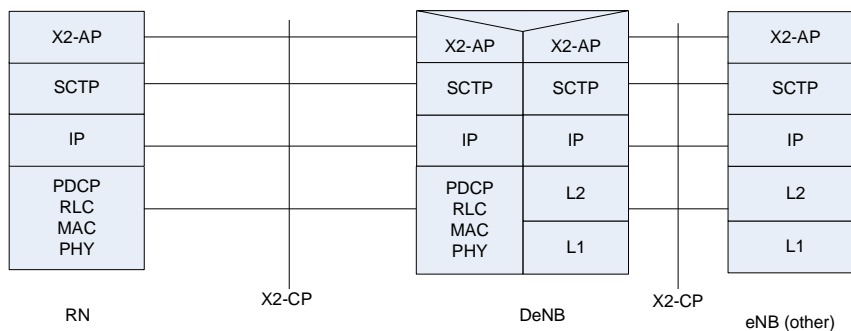 X2-AP
SCTP
IP
PDCP
RLC
MAC
PHY
RN
X2-CP
X2-AP X2-AP
SCTP SCTP
IP IP
PDCP
RLC
MAC
PHY
L2
L1
DeNB
X2-CP
X2-AP
SCTP
IP
L2
L1
eNB (other)